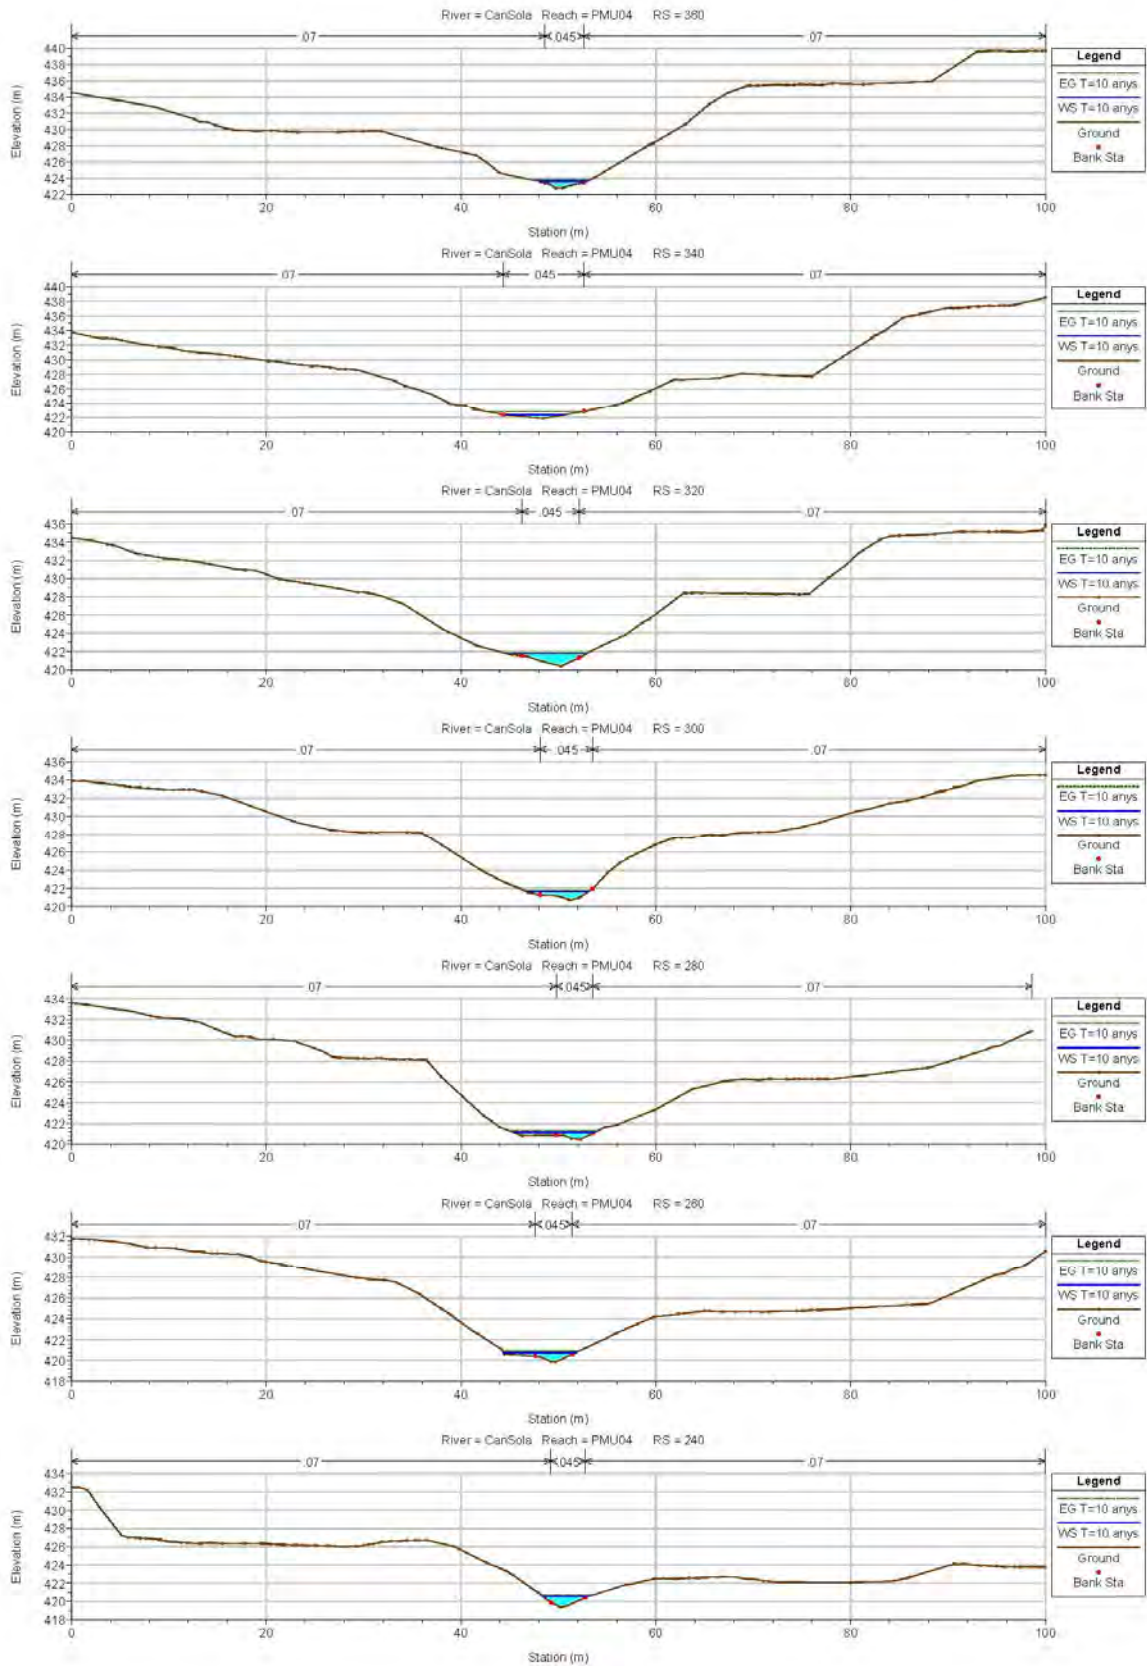 River = CanSola Reach = PMU04 RS = 360
.07 .045 .07
Elevation (m)
440
438
436
434
432
430
428
426
424
422
0 20 40 60 80 100
Station (m)
Legend
EG T=10 anys
WS T=10 anys
Ground
Bank Sta
River = CanSola Reach = PMU04 RS = 340
.07 .045 .07
Elevation (m)
440
438
436
434
432
430
428
426
424
422
420
0 20 40 60 80 100
Station (m)
Legend
EG T=10 anys
WS T=10 anys
Ground
Bank Sta
River = CanSola Reach = PMU04 RS = 320
.07 .045 .07
Elevation (m)
436
434
432
430
428
426
424
422
420
0 20 40 60 80 100
Station (m)
Legend
EG T=10 anys
WS T=10 anys
Ground
Bank Sta
River = CanSola Reach = PMU04 RS = 300
.07 .045 .07
Elevation (m)
436
434
432
430
428
426
424
422
420
0 20 40 60 80 100
Station (m)
Legend
EG T=10 anys
WS T=10 anys
Ground
Bank Sta
River = CanSola Reach = PMU04 RS = 280
.07 .045 .07
Elevation (m)
434
432
430
428
426
424
422
420
0 20 40 60 80 100
Station (m)
Legend
EG T=10 anys
WS T=10 anys
Ground
Bank Sta
River = CanSola Reach = PMU04 RS = 260
.07 .045 .07
Elevation (m)
432
430
428
426
424
422
420
418
0 20 40 60 80 100
Station (m)
Legend
EG T=10 anys
WS T=10 anys
Ground
Bank Sta
River = CanSola Reach = PMU04 RS = 240
.07 .045 .07
Elevation (m)
434
432
430
428
426
424
422
420
418
0 20 40 60 80 100
Station (m)
Legend
EG T=10 anys
WS T=10 anys
Ground
Bank Sta